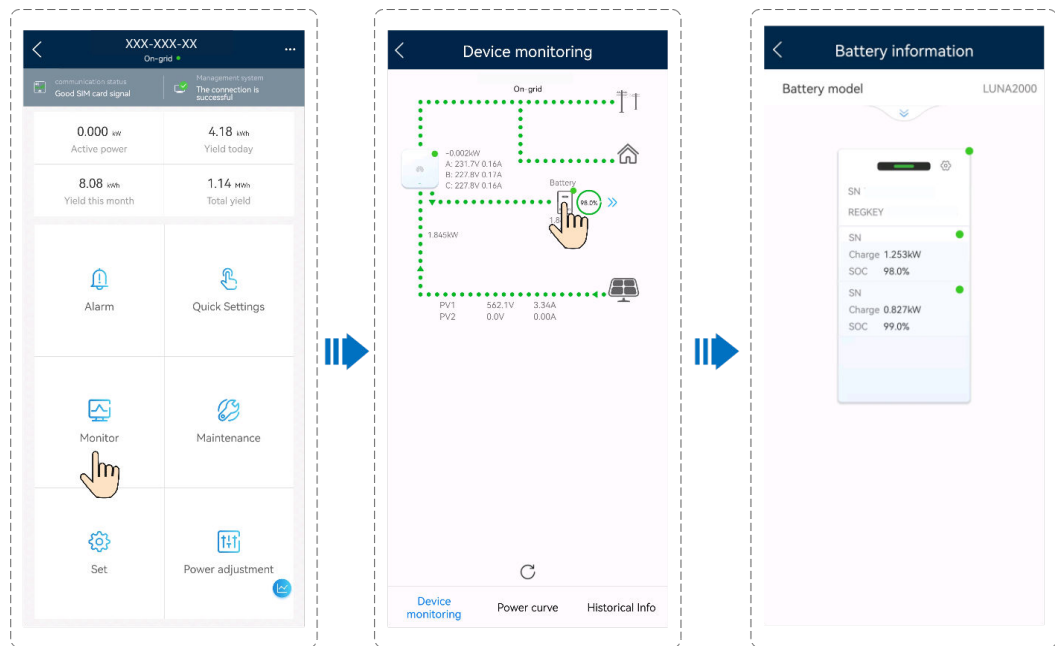 XXX-XXX-XX
On-grid
communication status
Good SIM card signal
Management system
The connection is
successful
0.000 kW
Active power
4.18 kWh
Yield today
8.08 kWh
Yield this month
1.14 MWh
Total yield
Alarm
Quick Settings
Monitor
Maintenance
Set
Power adjustment
Device monitoring
On-grid
-0.002kW
A: 231.7V 0.16A
B: 227.8V 0.17A
C: 227.8V 0.16A
Battery
98.0%
1.845kW
PV1 562.1V 3.34A
PV2 0.0V 0.00A
Device
monitoring
Power curve
Historical Info
Battery information
Battery model LUNA2000
SN
REGKEY
SN
Charge 1.253kW
SOC 98.0%
SN
Charge 0.827kW
SOC 99.0%